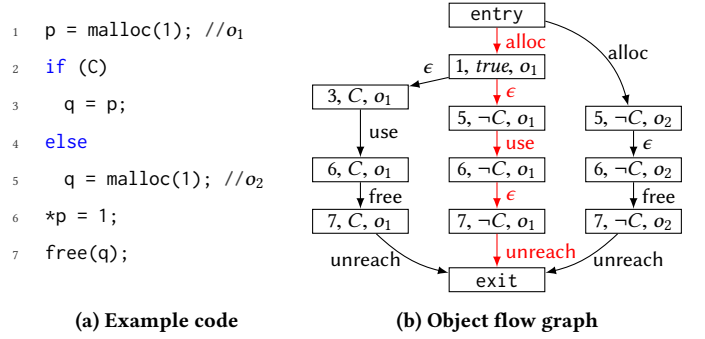 1 p = malloc(1); //o₁
2 if (C)
3 q = p;
4 else
5 q = malloc(1); //o₂
6 *p = 1;
7 free(q);
(a) Example code
entry
alloc
alloc
ϵ
1, true, o₁
3, C, o₁
ϵ
5, ¬C, o₁
5, ¬C, o₂
use
use
ϵ
6, C, o₁
6, ¬C, o₁
6, ¬C, o₂
free
ϵ
free
7, C, o₁
7, ¬C, o₁
7, ¬C, o₂
unreach
unreach
unreach
exit
(b) Object flow graph